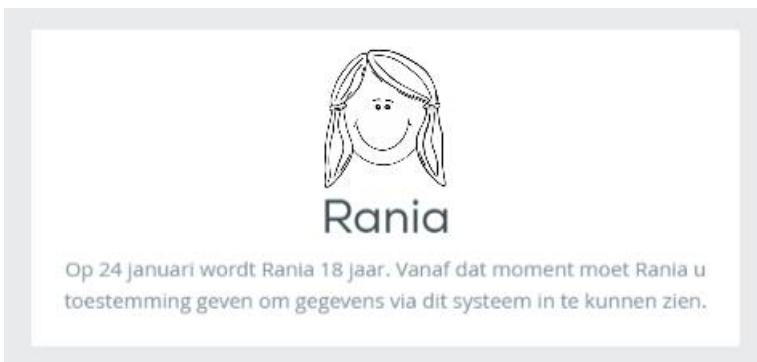 Rania
Op 24 januari wordt Rania 18 jaar. Vanaf dat moment moet Rania u
toestemming geven om gegevens via dit systeem in te kunnen zien.